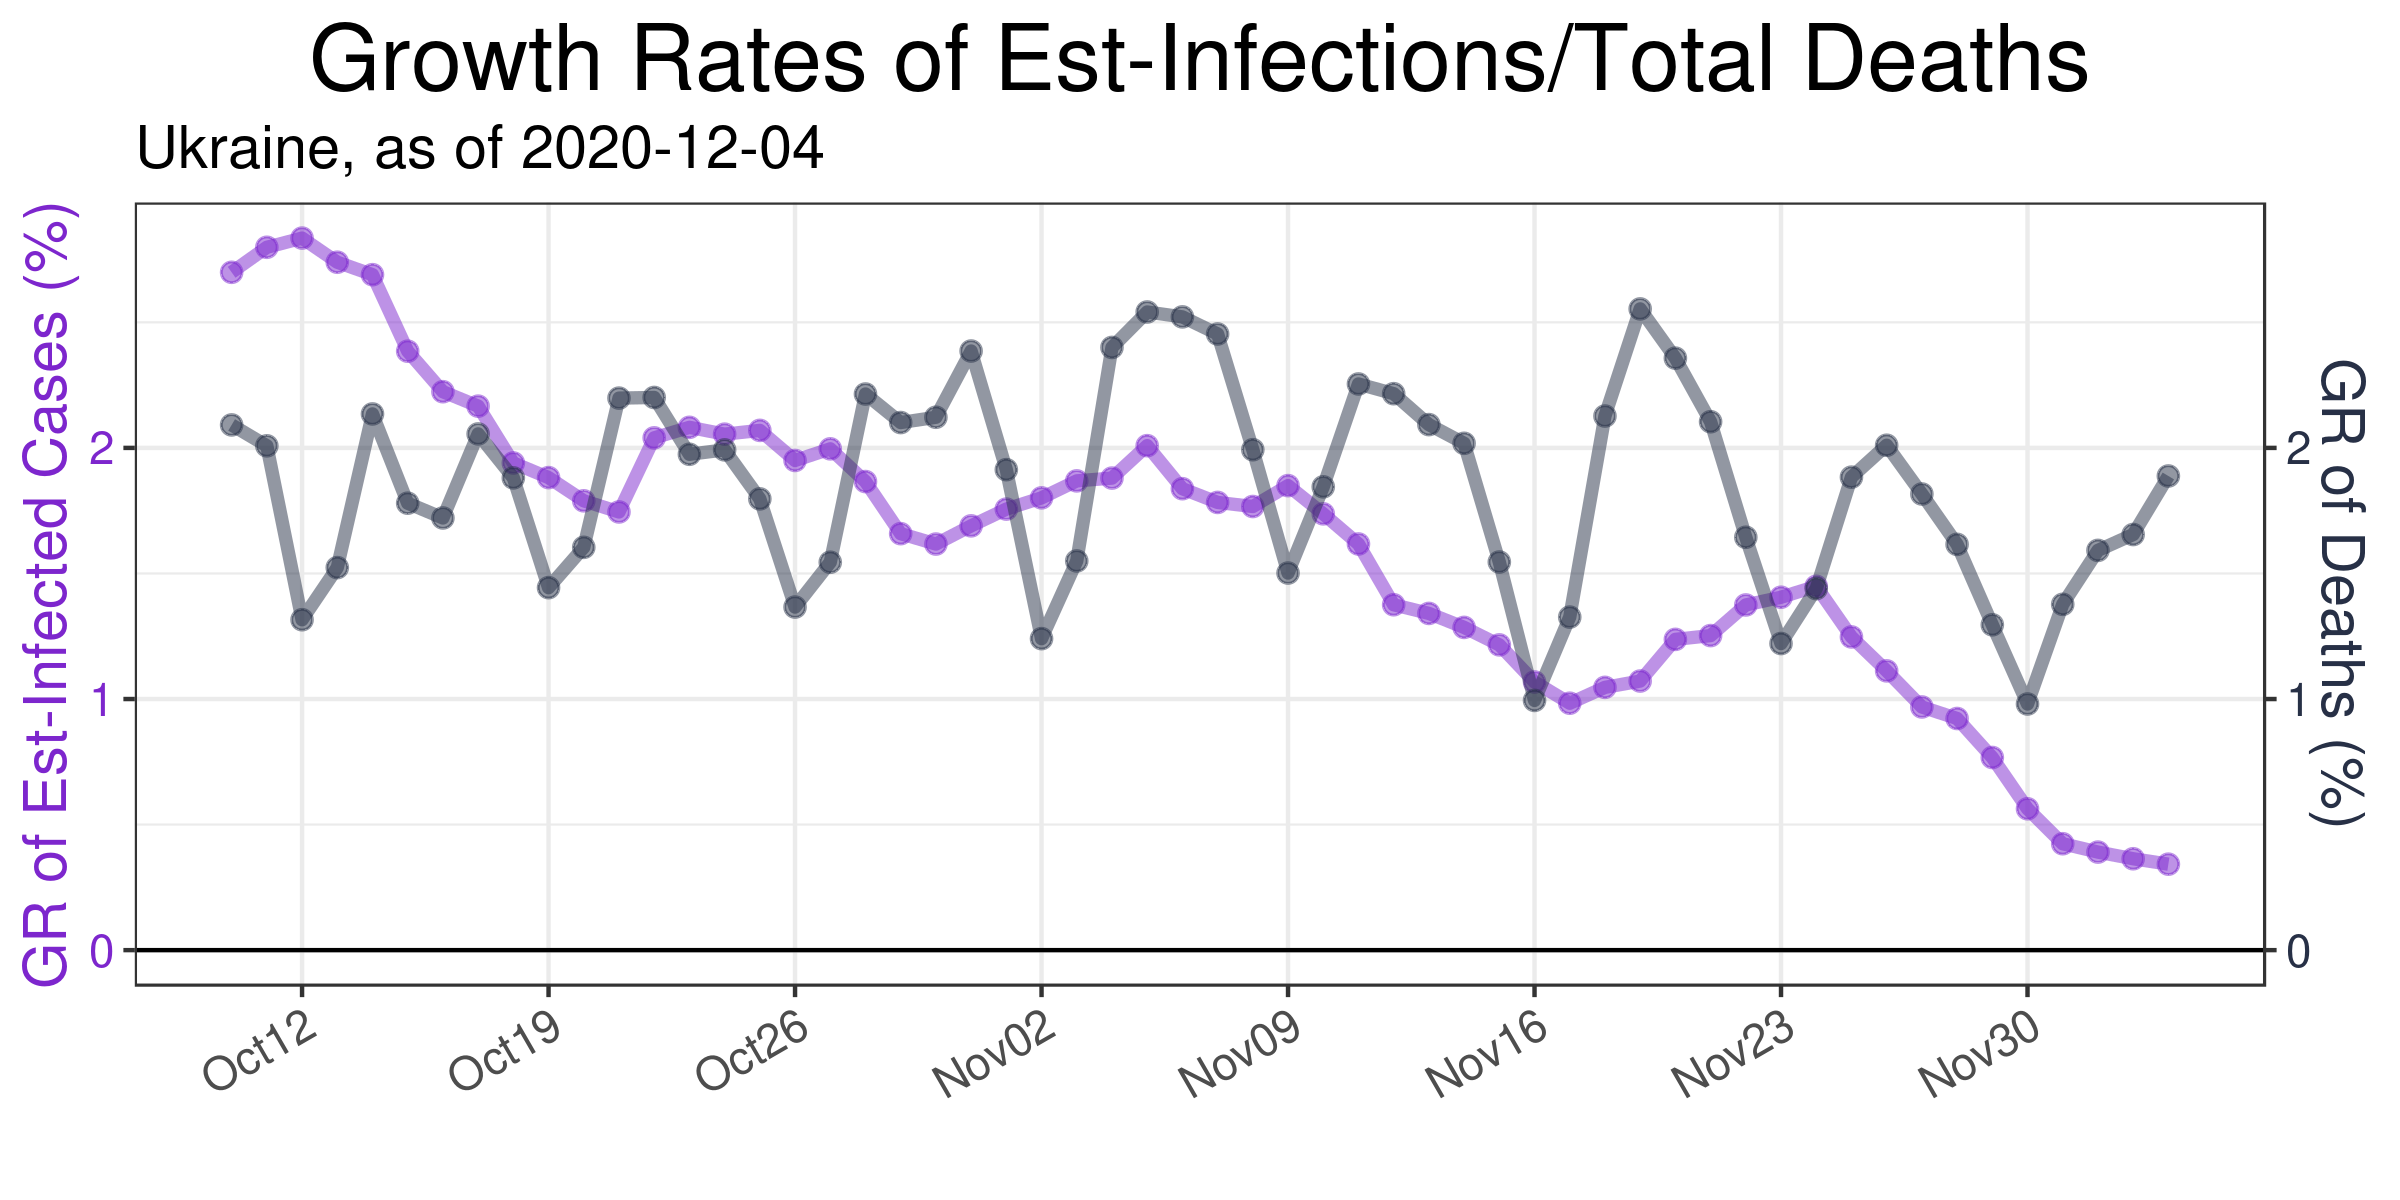 Growth Rates of Est-Infections/Total Deaths
Ukraine, as of 2020-12-04
GR of Est-Infected Cases (%)
2
1
0
2
1
0
GR of Deaths (%)
Oct12
Oct19
Oct26
Nov02
Nov09
Nov16
Nov23
Nov30